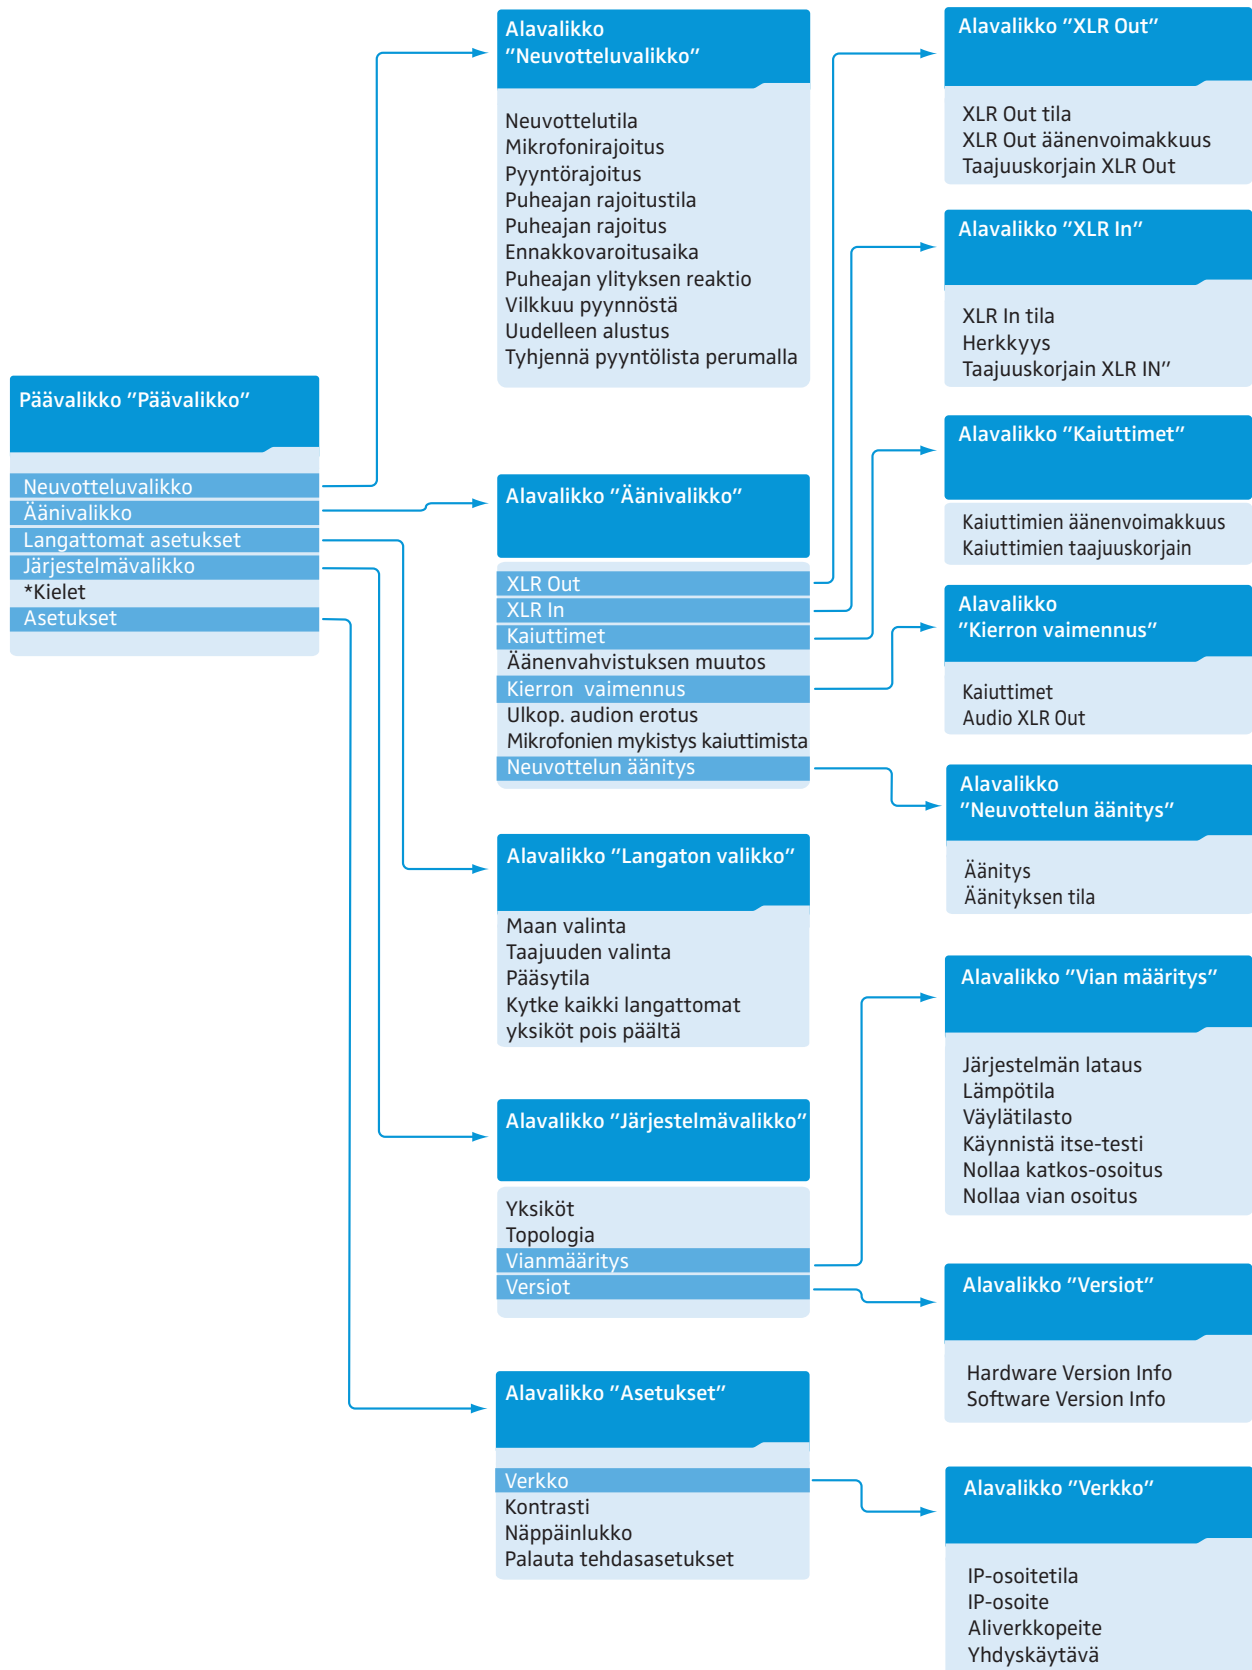 Päävalikko "Päävalikko"
Neuvotteluvalikko
Äänivalikko
Langattomat asetukset
Järjestelmävalikko
*Kielet
Asetukset
Alavalikko
"Neuvotteluvalikko"
Neuvottelutila
Mikrofonirajoitus
Pyyntörajoitus
Puheajan rajoitustila
Puheajan rajoitus
Ennakkovaroitusaika
Puheajan ylityksen reaktio
Vilkkuu pyynnöstä
Uudelleen alustus
Tyhjennä pyyntölista perumalla
Alavalikko "Äänivalikko"
XLR Out
XLR In
Kaiuttimet
Äänenvahvistuksen muutos
Kierron vaimennus
Ulkop. audion erotus
Mikrofonien mykistys kaiuttimista
Neuvottelun äänitys
Alavalikko "Langaton valikko"
Maan valinta
Taajuuden valinta
Pääsytila
Kytke kaikki langattomat
yksiköt pois päältä
Alavalikko "Järjestelmävalikko"
Yksiköt
Topologia
Vianmääritys
Versiot
Alavalikko "Asetukset"
Verkko
Kontrasti
Näppäinlukko
Palauta tehdasasetukset
Alavalikko "XLR Out"
XLR Out tila
XLR Out äänenvoimakkuus
Taajuuskorjain XLR Out
Alavalikko "XLR In"
XLR In tila
Herkkyys
Taajuuskorjain XLR IN"
Alavalikko "Kaiuttimet"
Kaiuttimien äänenvoimakkuus
Kaiuttimien taajuuskorjain
Alavalikko
"Kierron vaimennus"
Kaiuttimet
Audio XLR Out
Alavalikko
"Neuvottelun äänitys"
Äänitys
Äänityksen tila
Alavalikko "Vian määritys"
Järjestelmän lataus
Lämpötila
Väylätilasto
Käynnistä itse-testi
Nollaa katkos-osoitus
Nollaa vian osoitus
Alavalikko "Versiot"
Hardware Version Info
Software Version Info
Alavalikko "Verkko"
IP-osoitetila
IP-osoite
Aliverkkopeite
Yhdyskäytävä